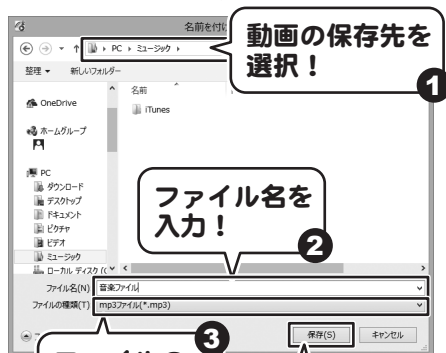 名前を付け
動画の保存先を
選択！
1
PC ▸ ミュージック ▸
整理 ▼ 新しいフォルダー
名前
OneDrive
iTunes
ホームグループ
PC
ダウンロード
デスクトップ
ドキュメント
ピクチャ
ビデオ
ミュージック
ローカル ディスク (C
ファイル名を
入力！
2
ファイル名(N): 音楽ファイル
ファイルの種類(T): mp3ファイル(*.mp3)
3
保存(S) キャンセル